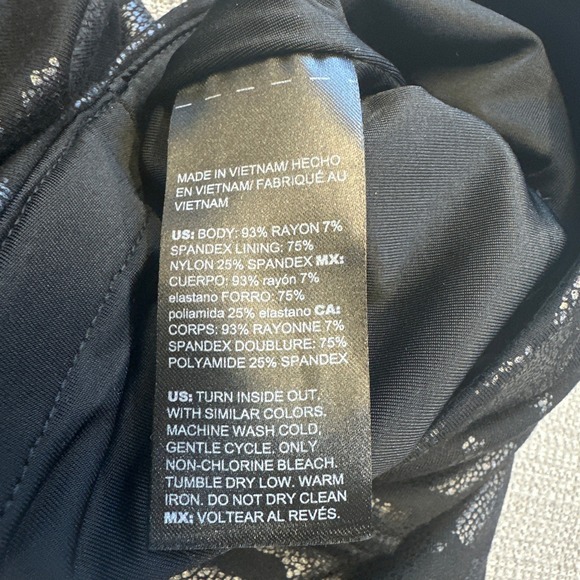 MADE IN VIETNAM/ HECHO
EN VIETNAM/ FABRIQUÉ AU
VIETNAM
US: BODY: 93% RAYON 7%
SPANDEX LINING: 75%
NYLON 25% SPANDEX MX:
CUERPO: 93% rayón 7%
elastano FORRO: 75%
poliamida 25% elastano CA:
CORPS: 93% RAYONNE 7%
SPANDEX DOUBLURE: 75%
POLYAMIDE 25% SPANDEX
US: TURN INSIDE OUT,
WITH SIMILAR COLORS.
MACHINE WASH COLD,
GENTLE CYCLE. ONLY
NON-CHLORINE BLEACH.
TUMBLE DRY LOW. WARM
IRON. DO NOT DRY CLEAN
MX: VOLTEAR AL REVÉS.